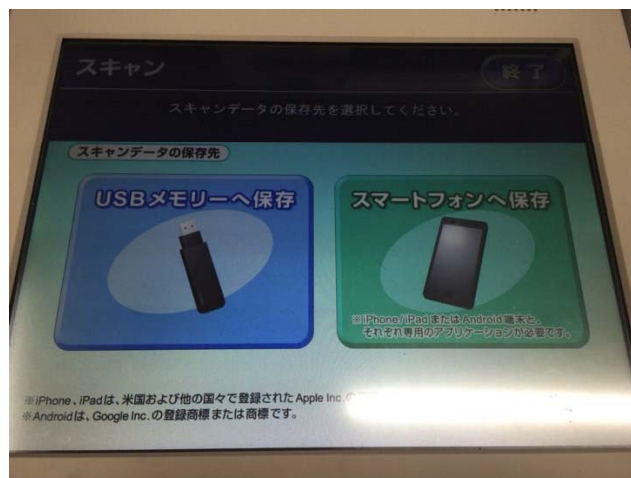 スキャン
終了
スキャンデータの保存先を選択してください。
スキャンデータの保存先
USBメモリーへ保存
スマートフォンへ保存
※iPhone/iPadまたはAndroid端末と、
それぞれ専用のアプリケーションが必要です。
※iPhone、iPadは、米国および他の国々で登録された Apple Inc.の
※Androidは、Google Inc.の登録商標または商標です。